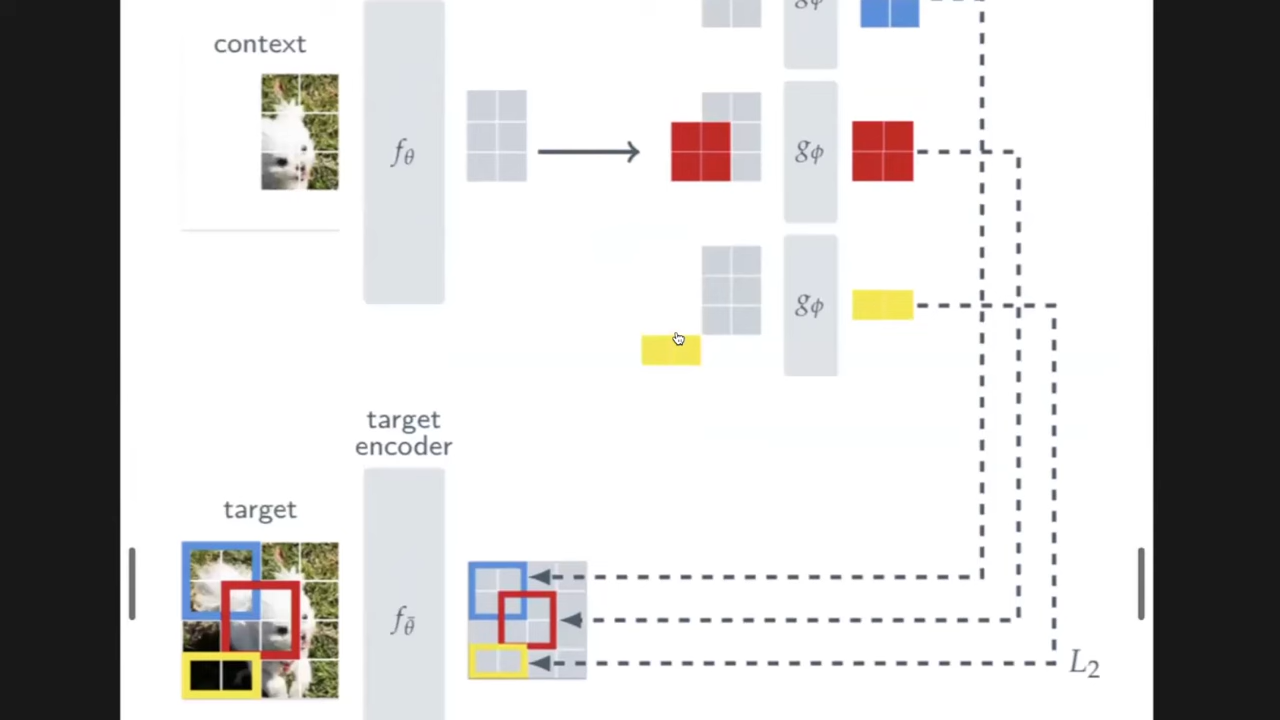 gϕ
context
fθ
gϕ
gϕ
target
encoder
target
fθ̄
L2